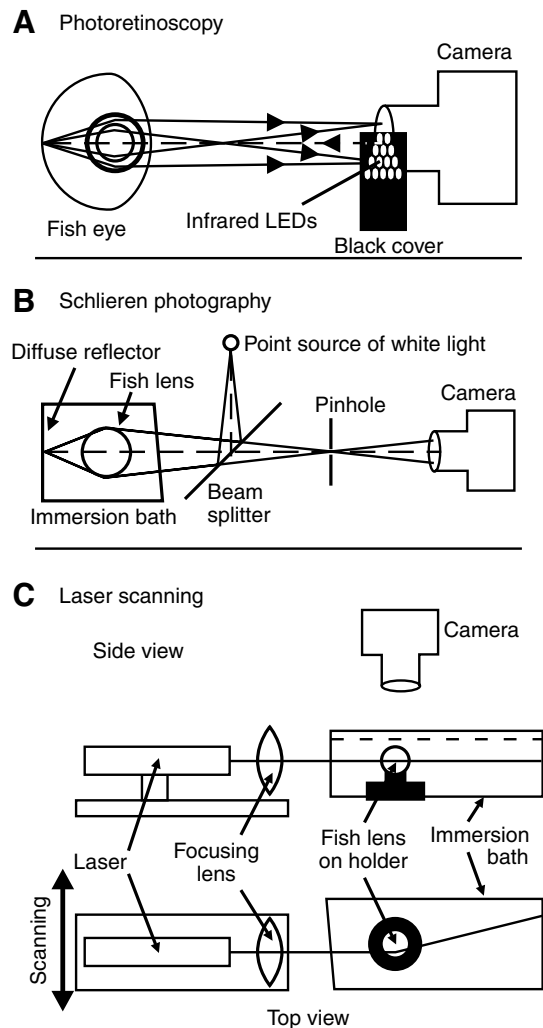 A Photoretinoscopy
Camera
Infrared LEDs
Fish eye
Black cover
B Schlieren photography
Point source of white light
Diffuse reflector
Fish lens
Camera
Pinhole
Beam
splitter
Immersion bath
C Laser scanning
Camera
Side view
Laser
Focusing
lens
Fish lens
on holder
Immersion
bath
Scanning
Top view